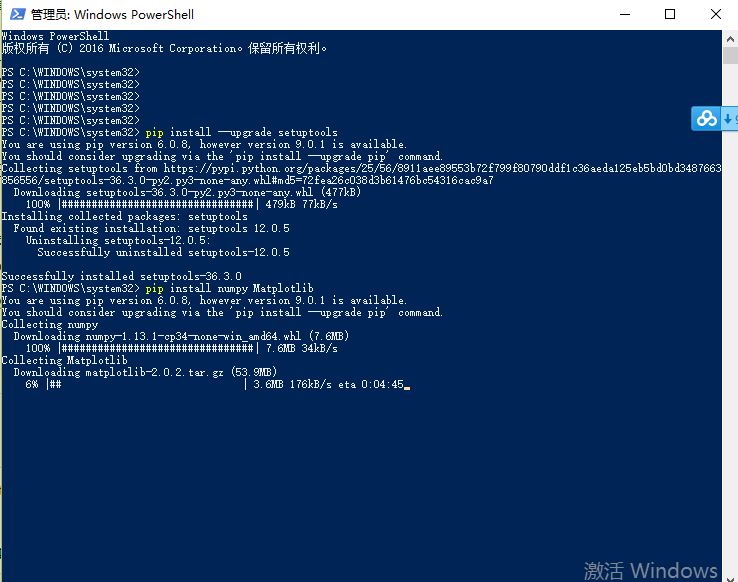 管理员: Windows PowerShell
Windows PowerShell
版权所有 (C) 2016 Microsoft Corporation。保留所有权利。
PS C:\WINDOWS\system32>
PS C:\WINDOWS\system32>
PS C:\WINDOWS\system32>
PS C:\WINDOWS\system32>
PS C:\WINDOWS\system32>
PS C:\WINDOWS\system32> pip install --upgrade setuptools
You are using pip version 6.0.8, however version 9.0.1 is available.
You should consider upgrading via the 'pip install --upgrade pip' command.
Collecting setuptools from https://pypi.python.org/packages/25/56/8911aee89553b72f799f80790ddf1c36aeda125eb5bd0bd3487663
856556/setuptools-36.3.0-py2.py3-none-any.whl#md5=72fea26c038d3b61476bc54316cac9a7
Downloading setuptools-36.3.0-py2.py3-none-any.whl (477kB)
100% |################################| 479kB 77kB/s
Installing collected packages: setuptools
Found existing installation: setuptools 12.0.5
Uninstalling setuptools-12.0.5:
Successfully uninstalled setuptools-12.0.5
Successfully installed setuptools-36.3.0
PS C:\WINDOWS\system32> pip install numpy Matplotlib
You are using pip version 6.0.8, however version 9.0.1 is available.
You should consider upgrading via the 'pip install --upgrade pip' command.
Collecting numpy
Downloading numpy-1.13.1-cp34-none-win_amd64.whl (7.6MB)
100% |################################| 7.6MB 34kB/s
Collecting Matplotlib
Downloading matplotlib-2.0.2.tar.gz (53.9MB)
6% |## | 3.6MB 176kB/s eta 0:04:45
激活 Windows